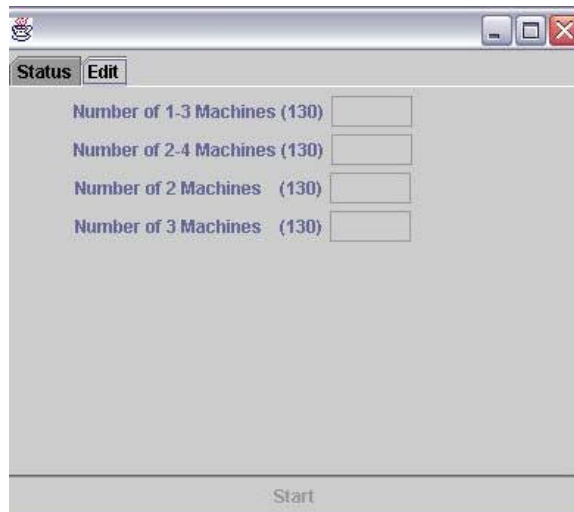 Status Edit
Number of 1-3 Machines (130)
Number of 2-4 Machines (130)
Number of 2 Machines (130)
Number of 3 Machines (130)
Start